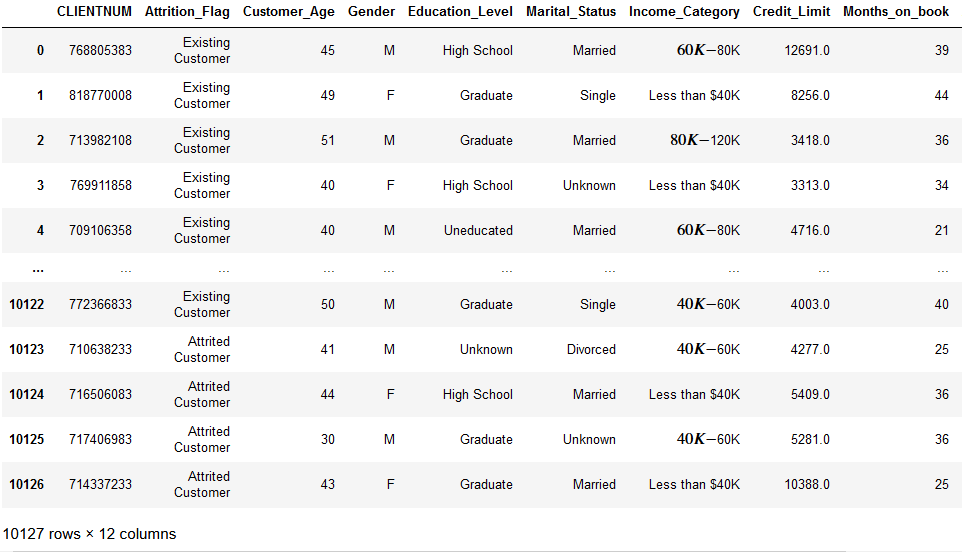 CLIENTNUM Attrition_Flag Customer_Age Gender Education_Level Marital_Status Income_Category Credit_Limit Months_on_book
0 768805383 Existing Customer 45 M High School Married 60K−80K 12691.0 39
1 818770008 Existing Customer 49 F Graduate Single Less than $40K 8256.0 44
2 713982108 Existing Customer 51 M Graduate Married 80K−120K 3418.0 36
3 769911858 Existing Customer 40 F High School Unknown Less than $40K 3313.0 34
4 709106358 Existing Customer 40 M Uneducated Married 60K−80K 4716.0 21
... ... ... ... ... ... ... ... ... ...
10122 772366833 Existing Customer 50 M Graduate Single 40K−60K 4003.0 40
10123 710638233 Attrited Customer 41 M Unknown Divorced 40K−60K 4277.0 25
10124 716506083 Attrited Customer 44 F High School Married Less than $40K 5409.0 36
10125 717406983 Attrited Customer 30 M Graduate Unknown 40K−60K 5281.0 36
10126 714337233 Attrited Customer 43 F Graduate Married Less than $40K 10388.0 25
10127 rows × 12 columns